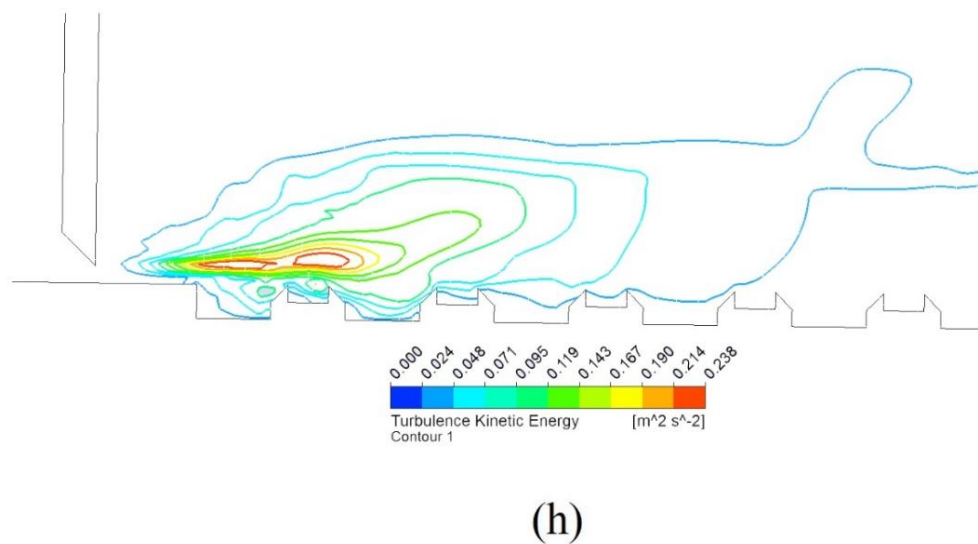 0.000 0.024 0.048 0.071 0.095 0.119 0.143 0.167 0.190 0.214 0.238
Turbulence Kinetic Energy [m^2 s^-2]
Contour 1
(h)